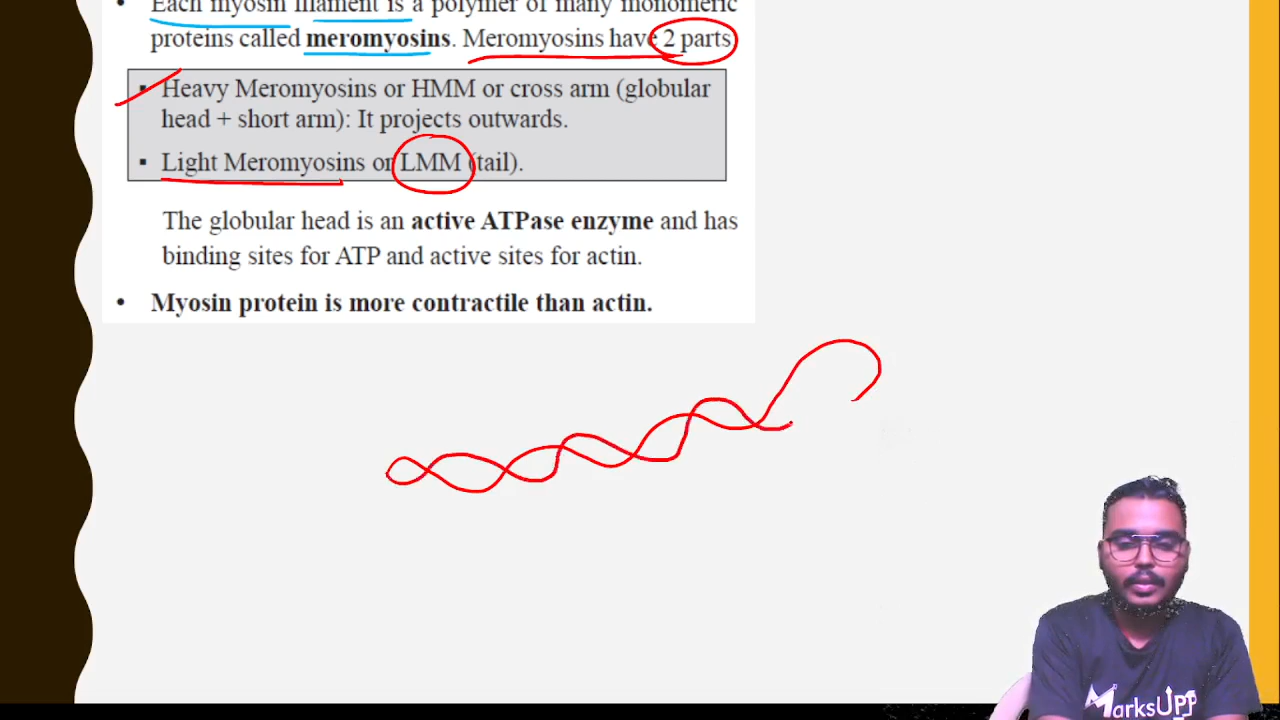 • Each myosin filament is a polymer of many monomeric
proteins called meromyosins. Meromyosins have 2 parts
▪ Heavy Meromyosins or HMM or cross arm (globular
head + short arm): It projects outwards.
▪ Light Meromyosins or LMM (tail).
The globular head is an active ATPase enzyme and has
binding sites for ATP and active sites for actin.
• Myosin protein is more contractile than actin.
MarksUPP